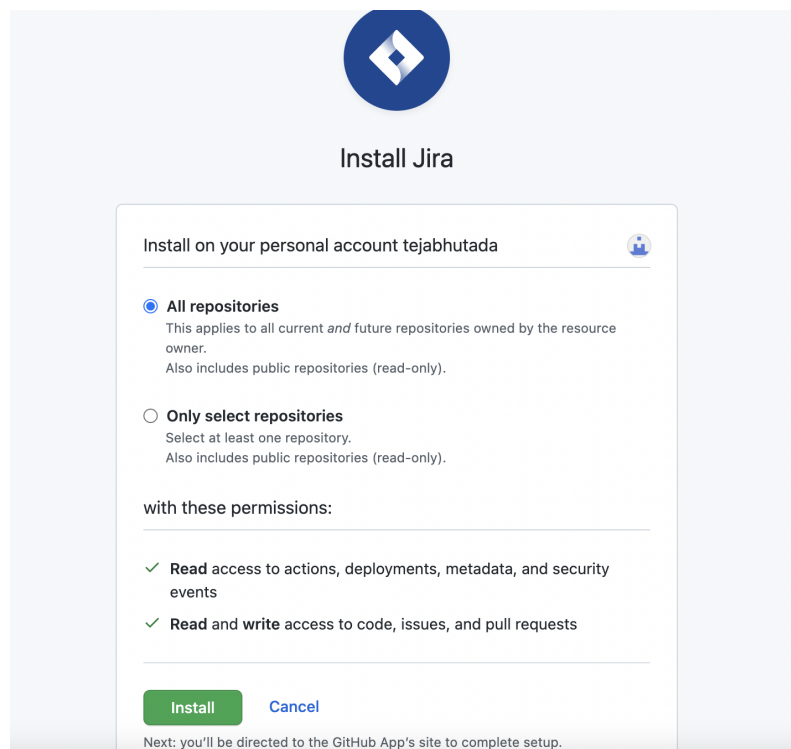 Install Jira
Install on your personal account tejabhutada
All repositories
This applies to all current and future repositories owned by the resource
owner.
Also includes public repositories (read-only).
Only select repositories
Select at least one repository.
Also includes public repositories (read-only).
with these permissions:
Read access to actions, deployments, metadata, and security
events
Read and write access to code, issues, and pull requests
Install Cancel
Next: you'll be directed to the GitHub App's site to complete setup.